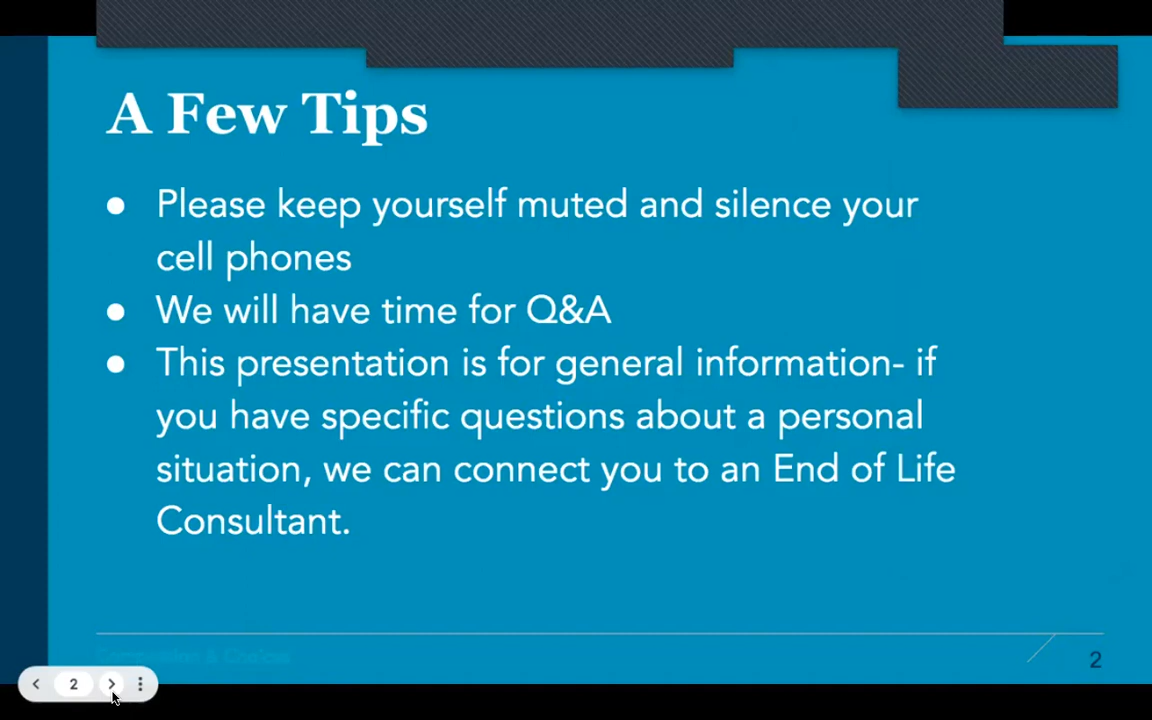 A Few Tips
● Please keep yourself muted and silence your
cell phones
● We will have time for Q&A
● This presentation is for general information- if
you have specific questions about a personal
situation, we can connect you to an End of Life
Consultant.
2
2